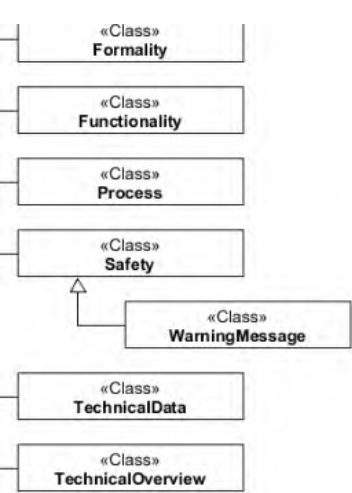 «Class»
Formality
«Class»
Functionality
«Class»
Process
«Class»
Safety
«Class»
WarningMessage
«Class»
TechnicalData
«Class»
TechnicalOverview